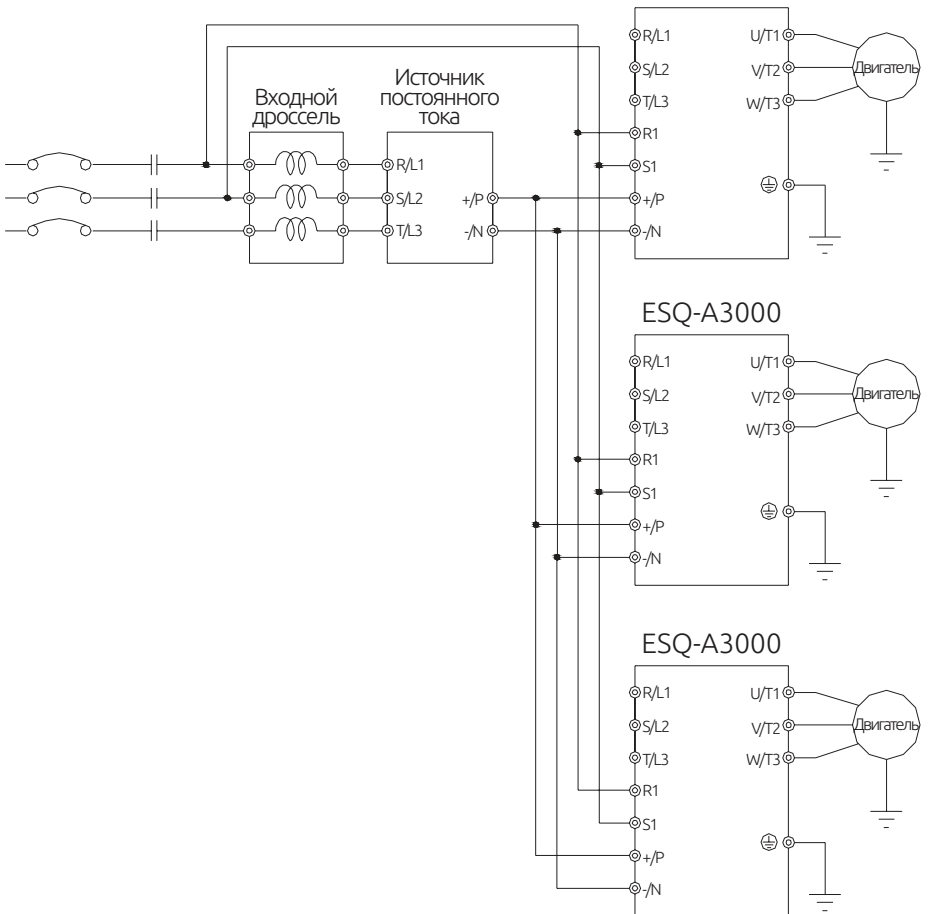 Входной
дроссель
Источник
постоянного
тока
R/L1
S/L2
T/L3
+/P
-/N
R/L1
S/L2
T/L3
R1
S1
+/P
-/N
U/T1
V/T2
W/T3
Двигатель
ESQ-A3000
R/L1
S/L2
T/L3
R1
S1
+/P
-/N
U/T1
V/T2
W/T3
Двигатель
ESQ-A3000
R/L1
S/L2
T/L3
R1
S1
+/P
-/N
U/T1
V/T2
W/T3
Двигатель